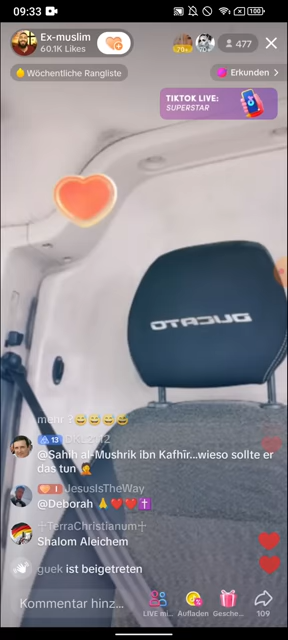 09:33
100
Ex-muslim
60.1K Likes
477
Wöchentliche Rangliste
Erkunden >
TIKTOK LIVE:
SUPERSTAR
DUCATO
mehr ?😅😅😅😅
13
@Sahih al-Mushrik ibn Kafhir...wieso sollte er
das tun 🤦
JesusIsTheWay
@Deborah 🙏❤️❤️✝️
♱TerraChristianum♱
Shalom Aleichem
guek ist beigetreten
Kommentar hinz...
LIVE mi...
Aufladen
Gesche...
109